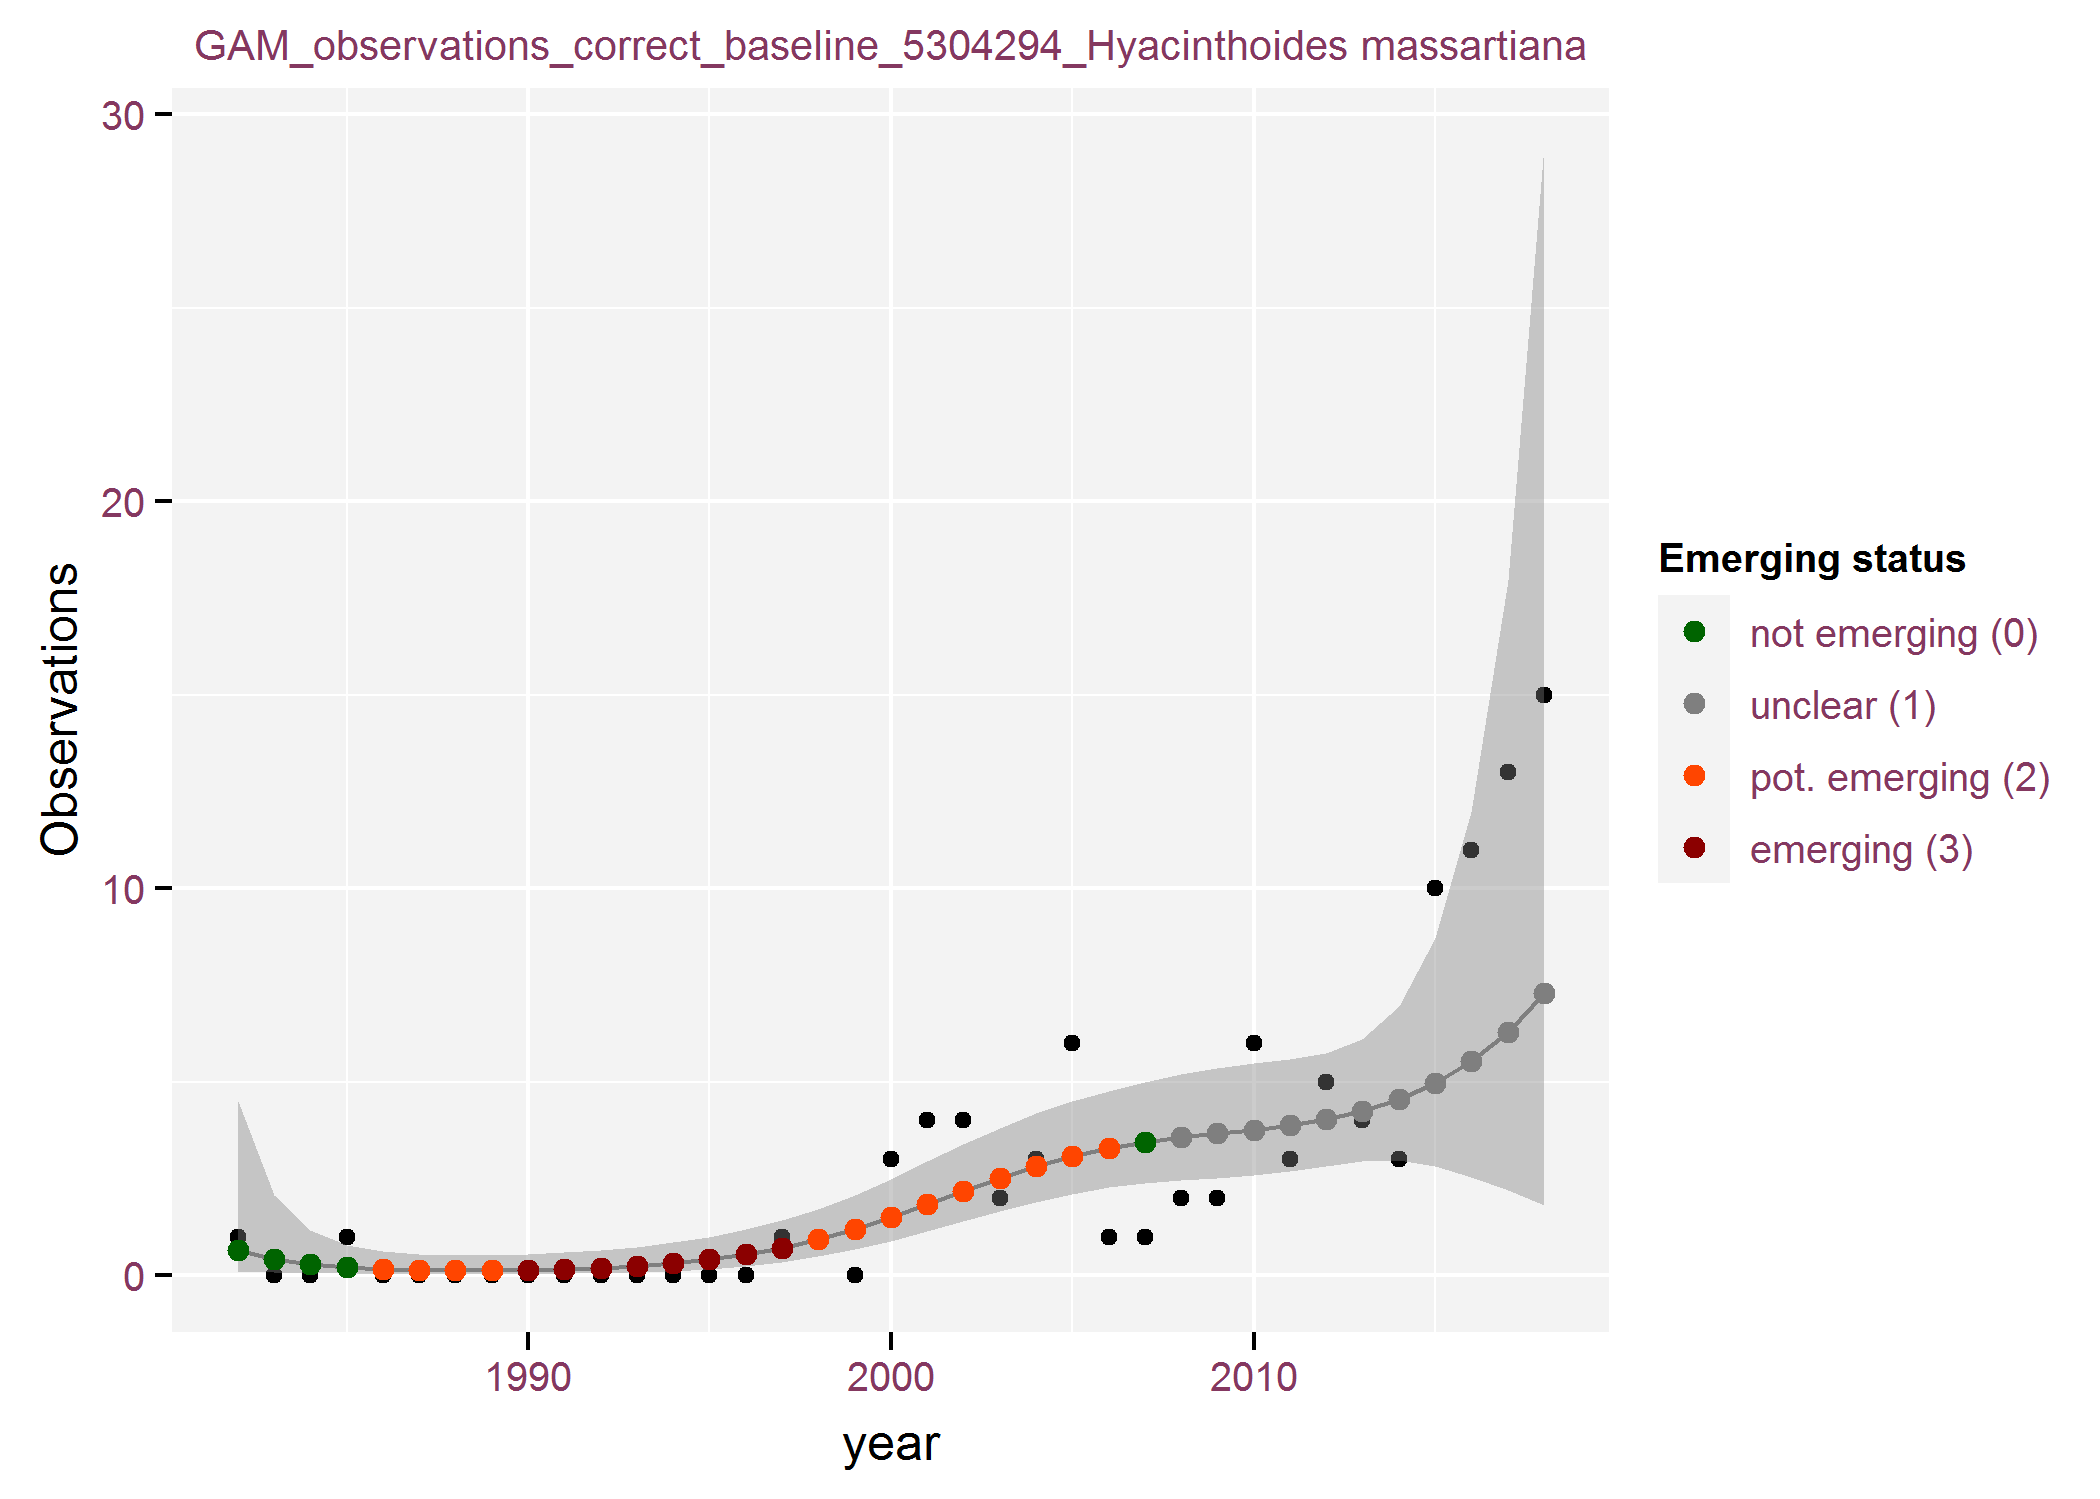 GAM_observations_correct_baseline_5304294_Hyacinthoides massartiana
30
20
10
0
Observations
1990
2000
2010
year
Emerging status
not emerging (0)
unclear (1)
pot. emerging (2)
emerging (3)